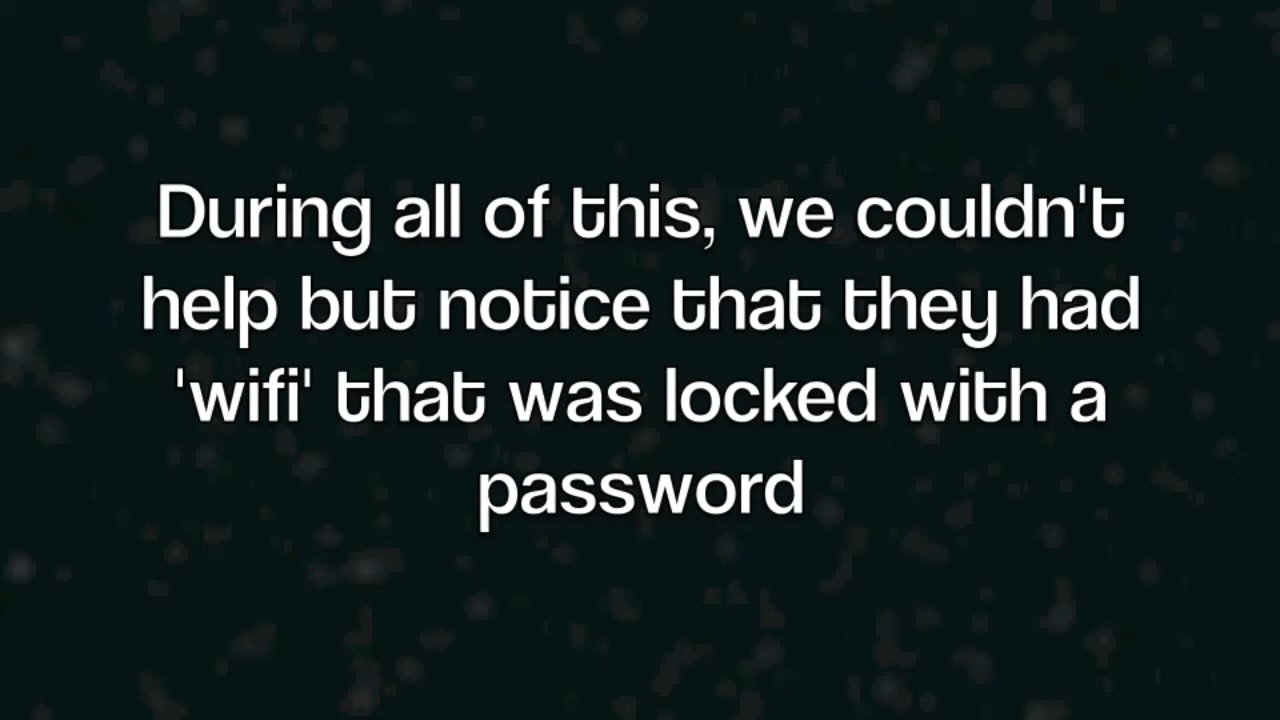 During all of this, we couldn't
help but notice that they had
'wifi' that was locked with a
password